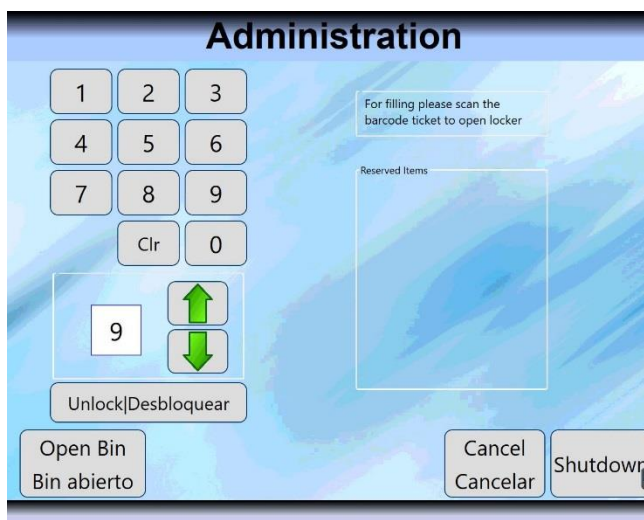 Administration
1 2 3
4 5 6
7 8 9
Clr 0
For filling please scan the
barcode ticket to open locker
Reserved Items
9
Unlock|Desbloquear
Open Bin
Bin abierto
Cancel
Cancelar
Shutdown